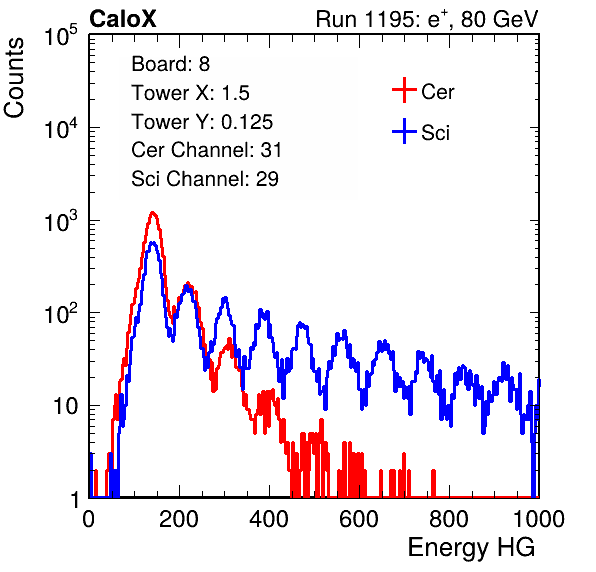 CaloX Run 1195: e⁺, 80 GeV
Counts
10⁵
10⁴
10³
10²
10
1
Board: 8
Tower X: 1.5
Tower Y: 0.125
Cer Channel: 31
Sci Channel: 29
Cer
Sci
0 200 400 600 800 1000
Energy HG